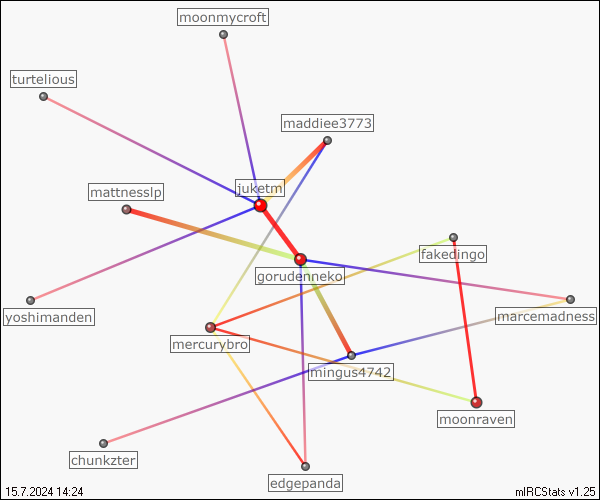 moonmycroft
turtelious
maddiee3773
juketm
mattnesslp
fakedingo
gorudenneko
yoshimanden
marcemadness
mercurybro
mingus4742
moonraven
chunkzter
edgepanda
15.7.2024 14:24
mIRCStats v1.25